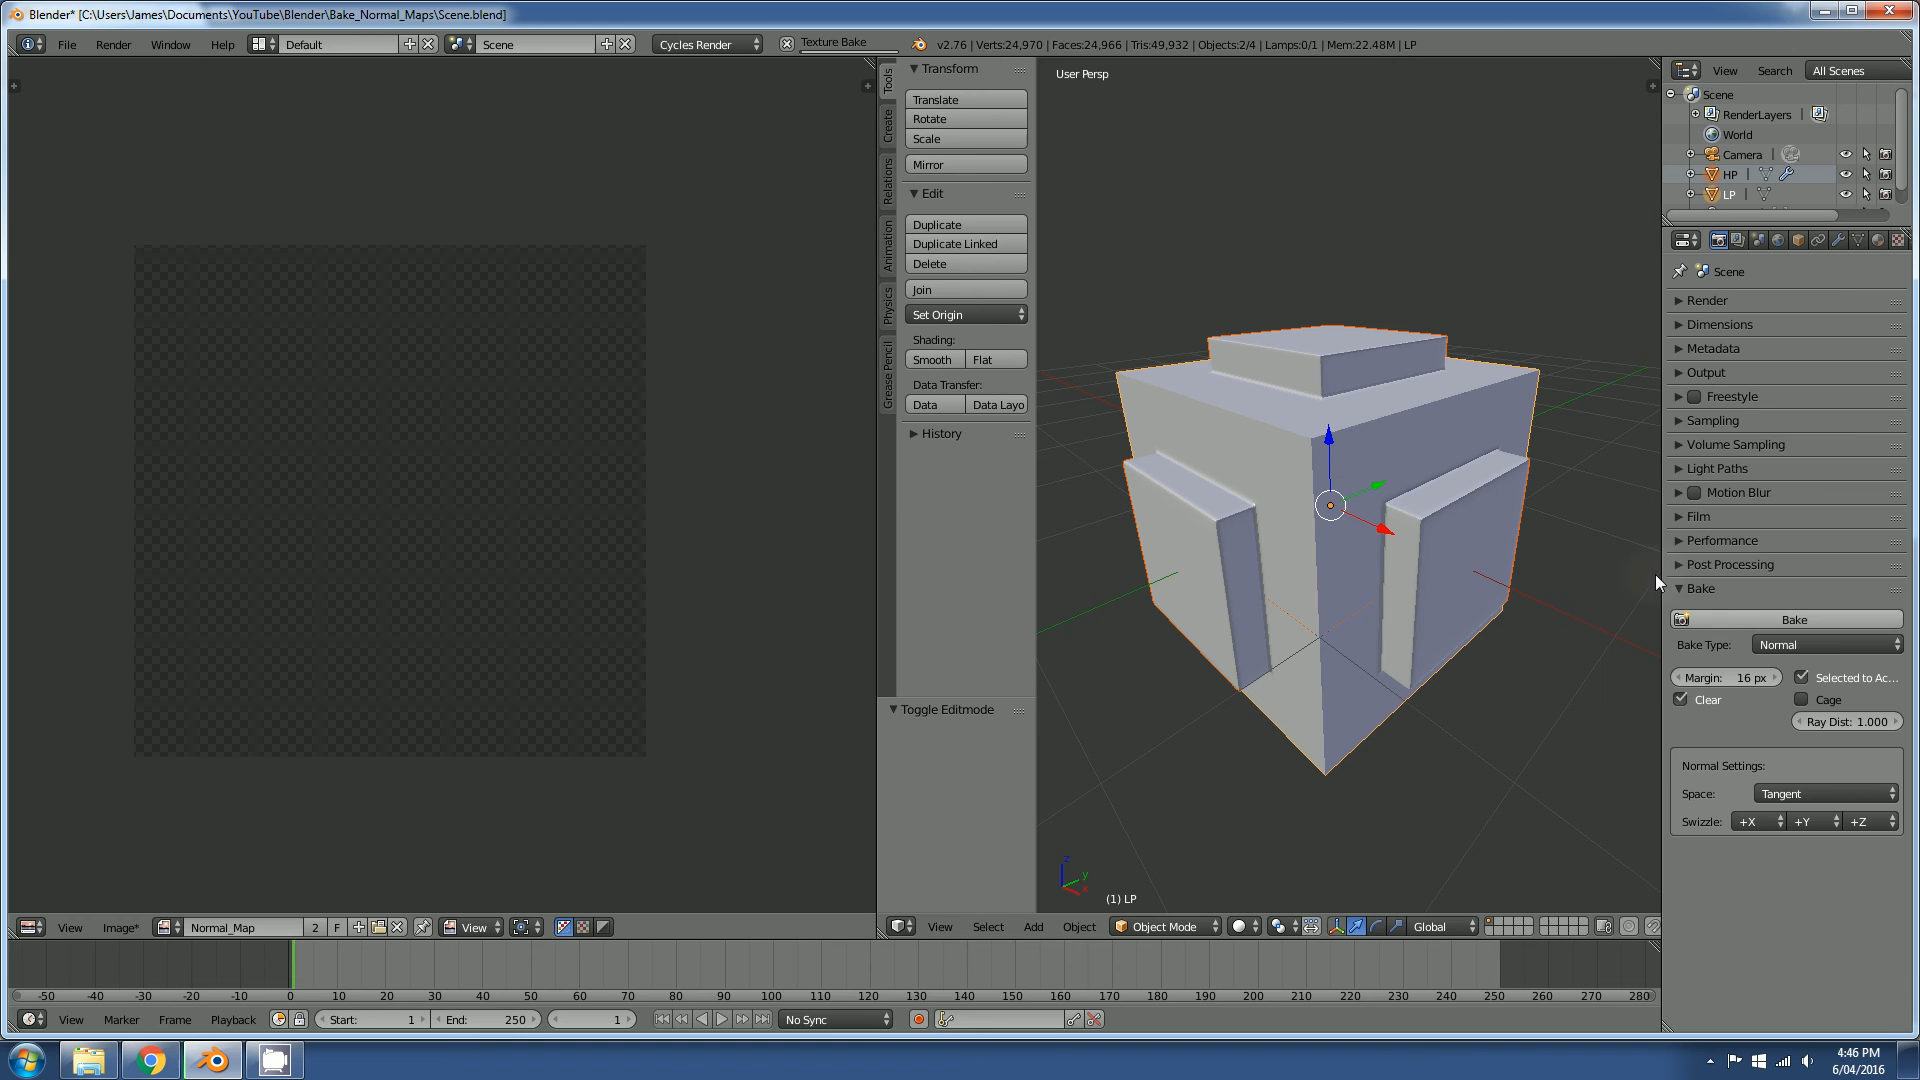 Blender* [C:\Users\James\Documents\YouTube\Blender\Bake_Normal_Maps\Scene.blend]
File Render Window Help Default Scene Cycles Render Texture Bake v2.76 | Verts:24,970 | Faces:24,966 | Tris:49,932 | Objects:2/4 | Lamps:0/1 | Mem:22.48M | LP
Tools
Create
Relations
Animation
Physics
Grease Pencil
Transform
Translate
Rotate
Scale
Mirror
Edit
Duplicate
Duplicate Linked
Delete
Join
Set Origin
Shading:
Smooth Flat
Data Transfer:
Data Data Layo
History
Toggle Editmode
User Persp
z
y
x
(1) LP
View Search All Scenes
Scene
RenderLayers |
World
Camera |
HP |
LP |
Scene
Render
Dimensions
Metadata
Output
Freestyle
Sampling
Volume Sampling
Light Paths
Motion Blur
Film
Performance
Post Processing
Bake
Bake
Bake Type: Normal
Margin: 16 px Selected to Ac...
Clear Cage
Ray Dist: 1.000
Normal Settings:
Space: Tangent
Swizzle: +X +Y +Z
View Image* Normal_Map 2 F View
View Select Add Object Object Mode Global
-50 -40 -30 -20 -10 0 10 20 30 40 50 60 70 80 90 100 110 120 130 140 150 160 170 180 190 200 210 220 230 240 250 260 270 280
View Marker Frame Playback Start: 1 End: 250 1 No Sync
4:46 PM
6/04/2016